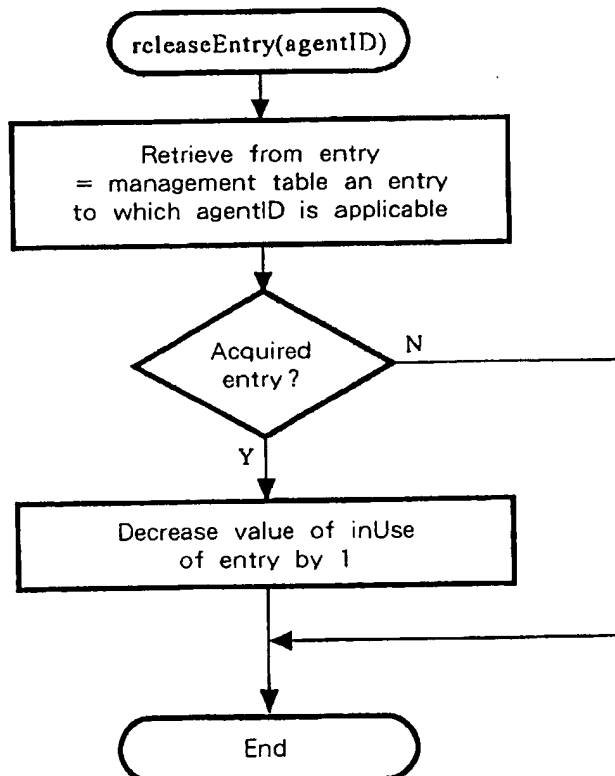 releaseEntry(agentID)
Retrieve from entry
= management table an entry
to which agentID is applicable
Acquired
entry?
N
Y
Decrease value of inUse
of entry by 1
End